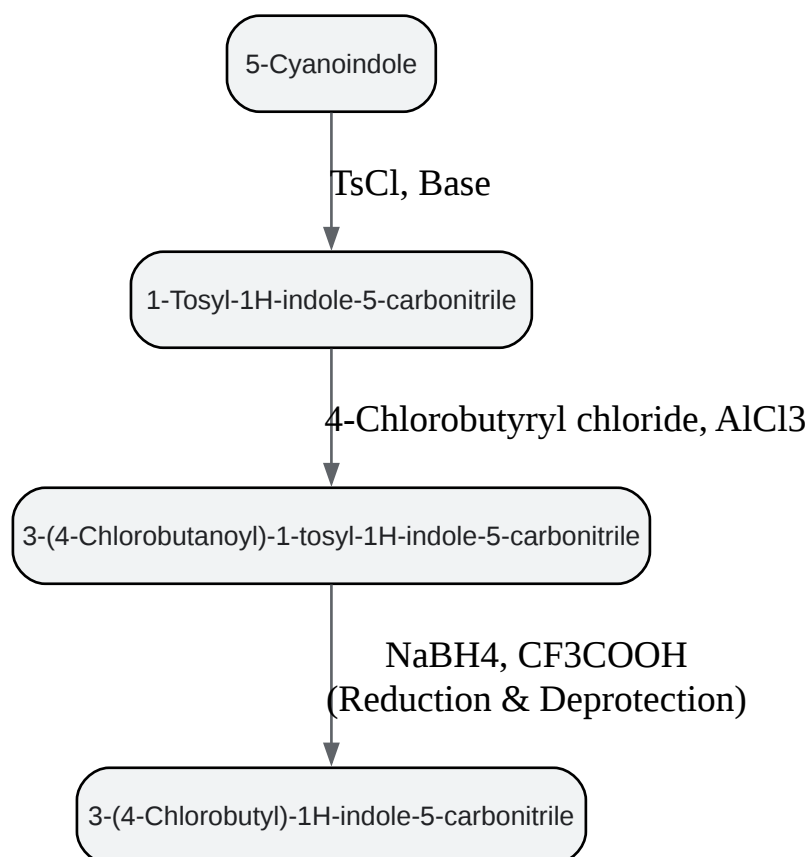 5-Cyanoindole
TsCl, Base
1-Tosyl-1H-indole-5-carbonitrile
4-Chlorobutyryl chloride, AlCl3
3-(4-Chlorobutanoyl)-1-tosyl-1H-indole-5-carbonitrile
NaBH4, CF3COOH
(Reduction & Deprotection)
3-(4-Chlorobutyl)-1H-indole-5-carbonitrile